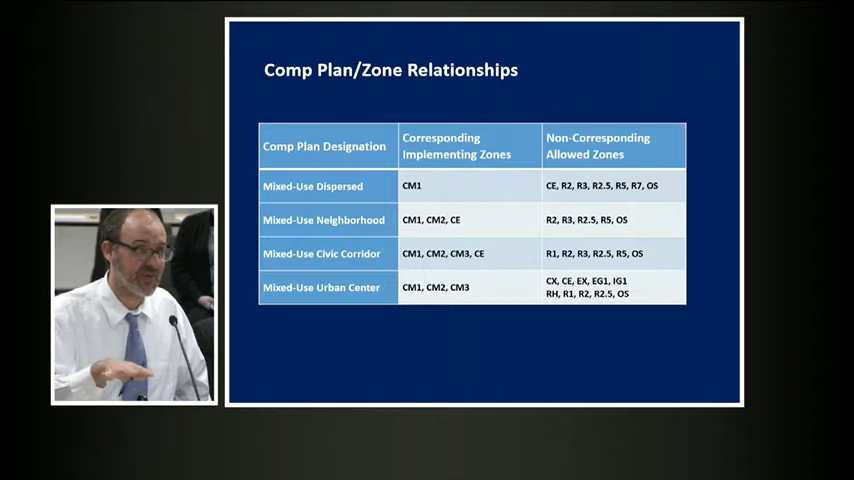 Comp Plan/Zone Relationships
Comp Plan Designation
Corresponding
Implementing Zones
Non-Corresponding
Allowed Zones
Mixed-Use Dispersed
CM1
CE, R2, R3, R2.5, R5, R7, OS
Mixed-Use Neighborhood
CM1, CM2, CE
R2, R3, R2.5, R5, OS
Mixed-Use Civic Corridor
CM1, CM2, CM3, CE
R1, R2, R3, R2.5, R5, OS
Mixed-Use Urban Center
CM1, CM2, CM3
CX, CE, EX, EG1, IG1
RH, R1, R2, R2.5, OS